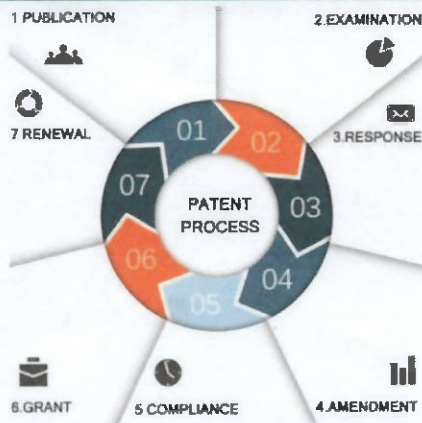 1 PUBLICATION
2.EXAMINATION
7 RENEWAL
3.RESPONSE
01
02
03
04
05
06
07
PATENT
PROCESS
6.GRANT
5 COMPLIANCE
4.AMENDMENT